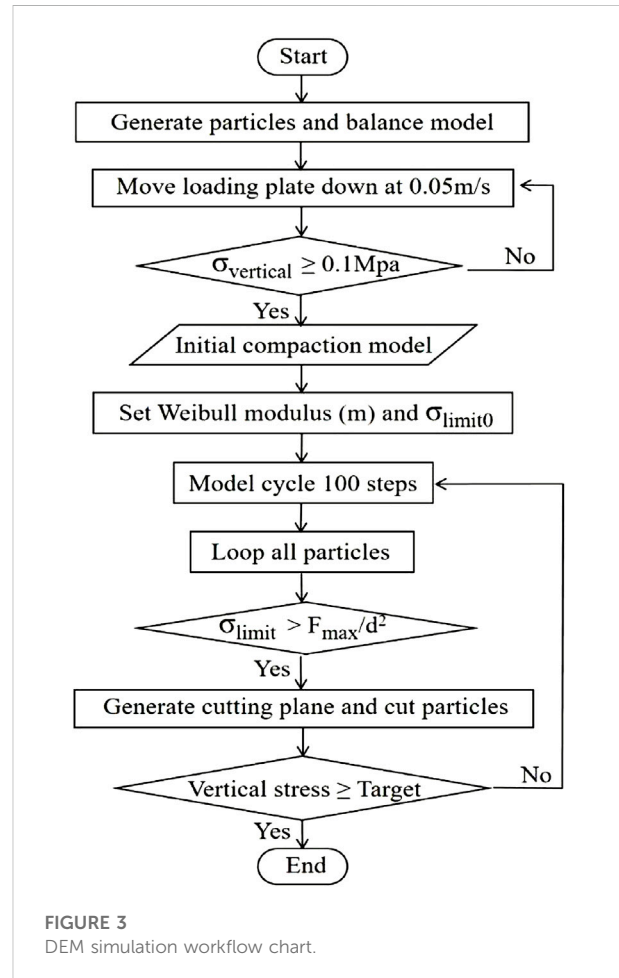 Start
Generate particles and balance model
Move loading plate down at 0.05m/s
σvertical ≥ 0.1Mpa
No
Yes
Initial compaction model
Set Weibull modulus (m) and σlimit0
Model cycle 100 steps
Loop all particles
σlimit > Fmax/d²
Yes
Generate cutting plane and cut particles
Vertical stress ≥ Target
No
Yes
End
FIGURE 3
DEM simulation workflow chart.